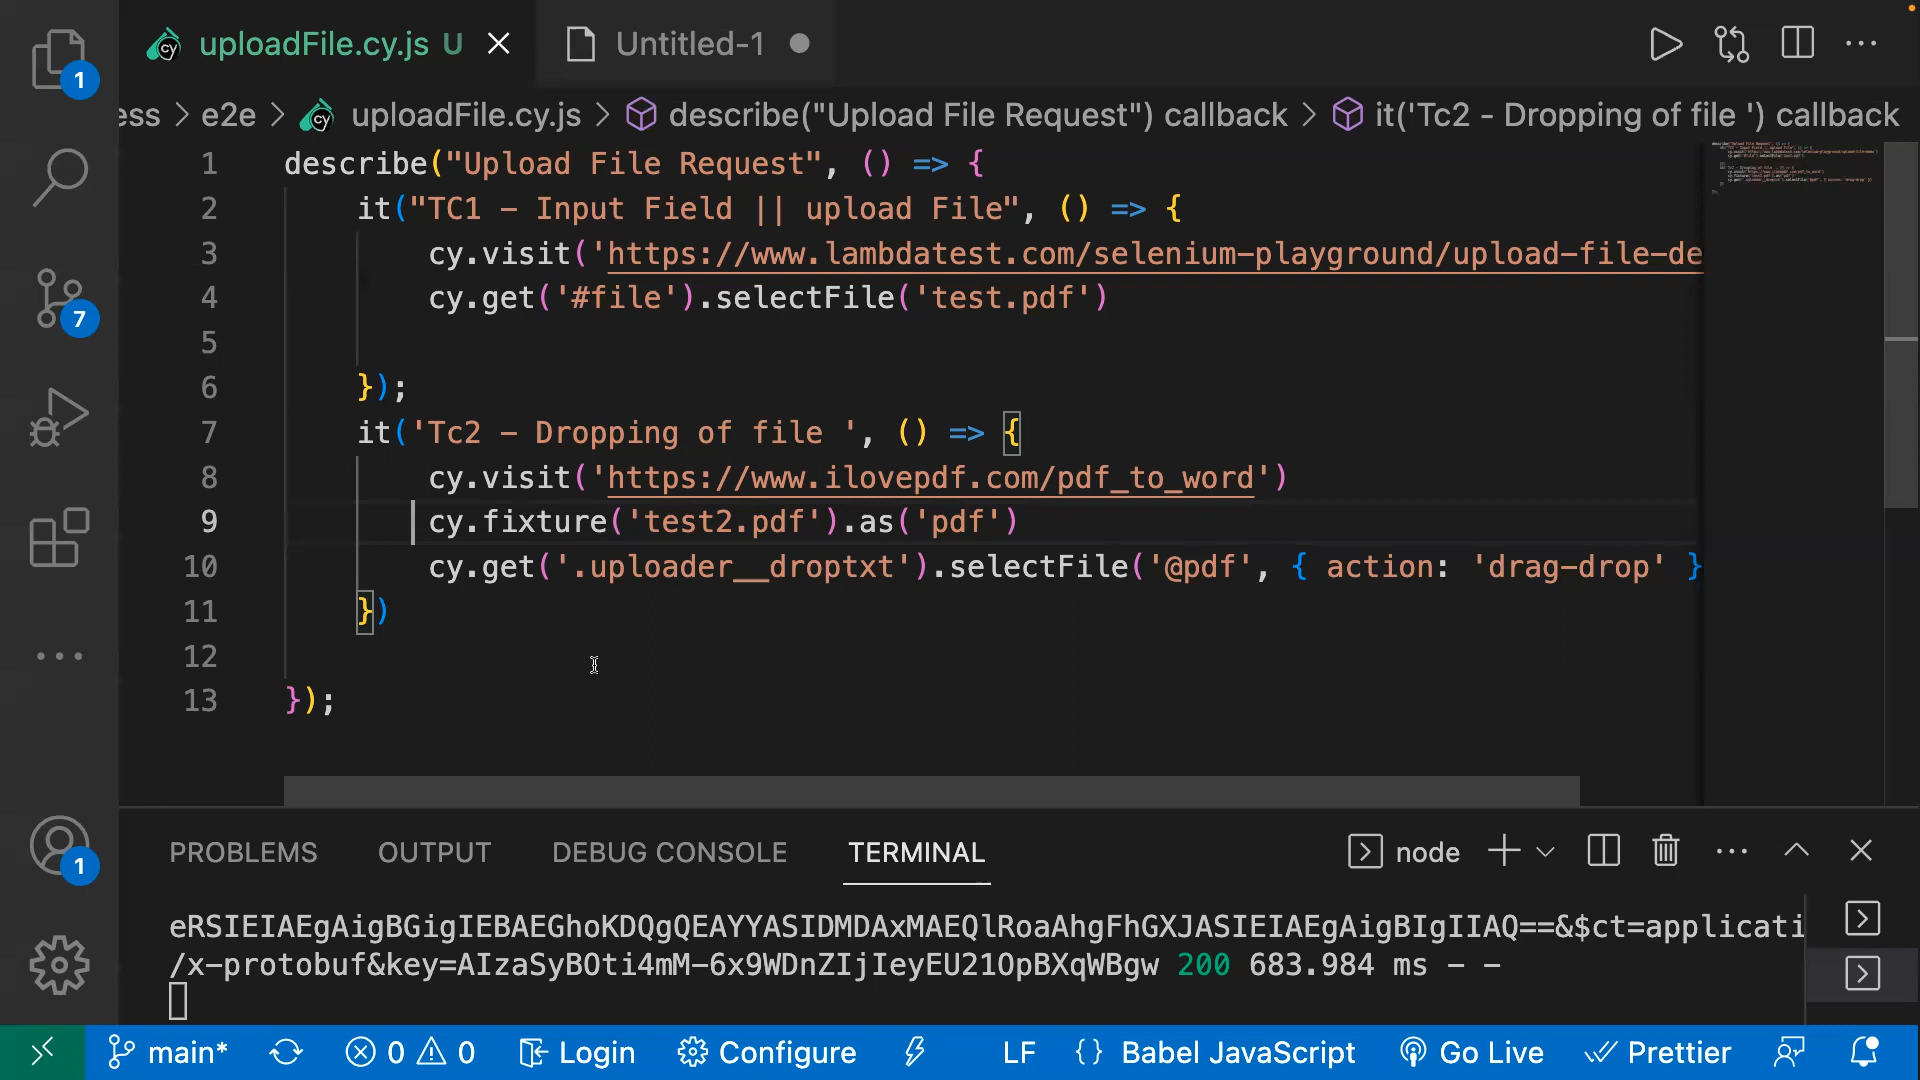 uploadFile.cy.js U
Untitled-1
ess > e2e > uploadFile.cy.js > describe("Upload File Request") callback > it('Tc2 - Dropping of file ') callback
1 describe("Upload File Request", () => {
2 it("TC1 - Input Field || upload File", () => {
3 cy.visit('https://www.lambdatest.com/selenium-playground/upload-file-de
4 cy.get('#file').selectFile('test.pdf')
5
6 });
7 it('Tc2 - Dropping of file ', () => {
8 cy.visit('https://www.ilovepdf.com/pdf_to_word')
9 cy.fixture('test2.pdf').as('pdf')
10 cy.get('.uploader__droptxt').selectFile('@pdf', { action: 'drag-drop' }
11 })
12
13 });
1
7
1
PROBLEMS OUTPUT DEBUG CONSOLE TERMINAL node
eRSIEIAEgAigBGigIEBAEGhoKDQgQEAYYASIDMDAxMAEQlRoaAhgFhGXJASIEIAEgAigBIgIIAQ==&$ct=applicati
/x-protobuf&key=AIzaSyBOti4mM-6x9WDnZIjIeyEU21OpBXqWBgw 200 683.984 ms - -
main* 0 0 Login Configure LF {} Babel JavaScript Go Live Prettier